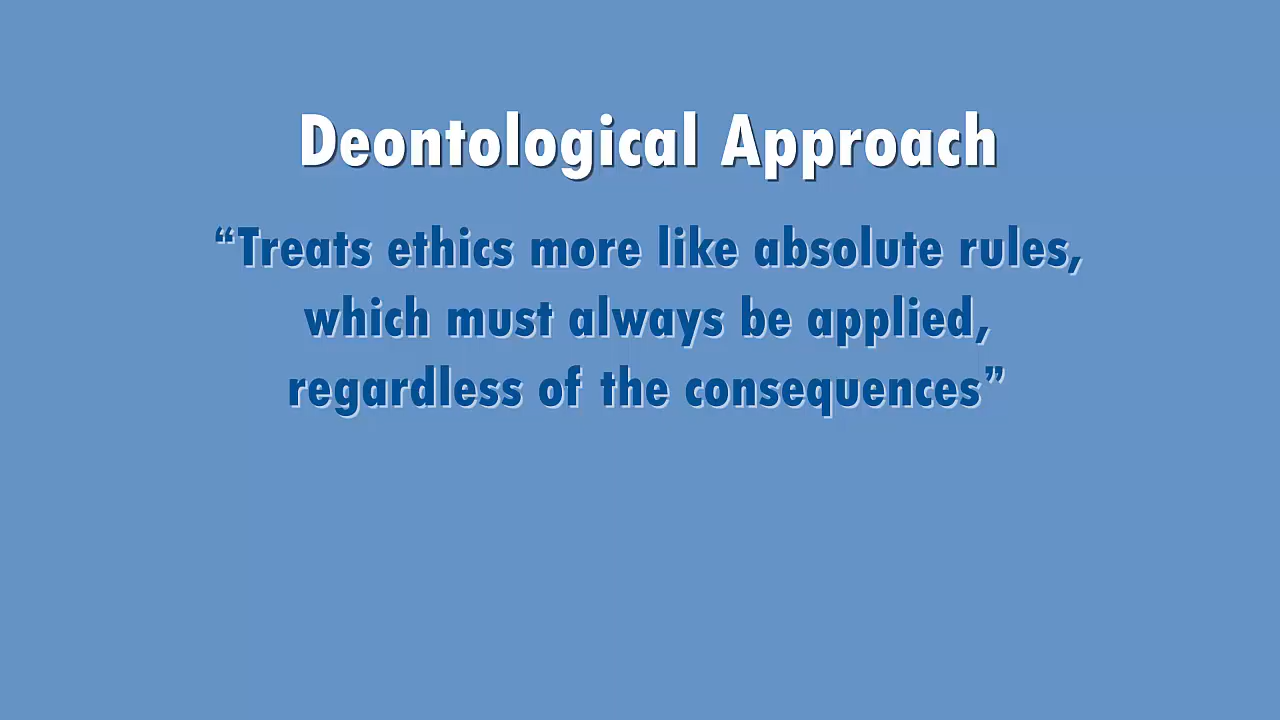 Deontological Approach
“Treats ethics more like absolute rules,
which must always be applied,
regardless of the consequences”